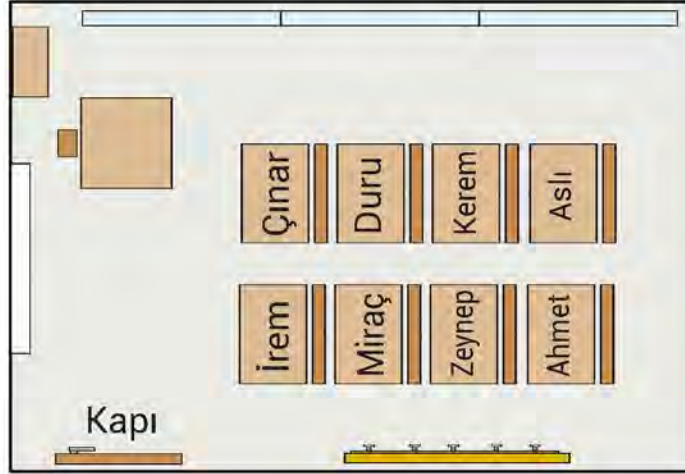 Çınar
Duru
Kerem
Aslı
İrem
Miraç
Zeynep
Ahmet
Kapı